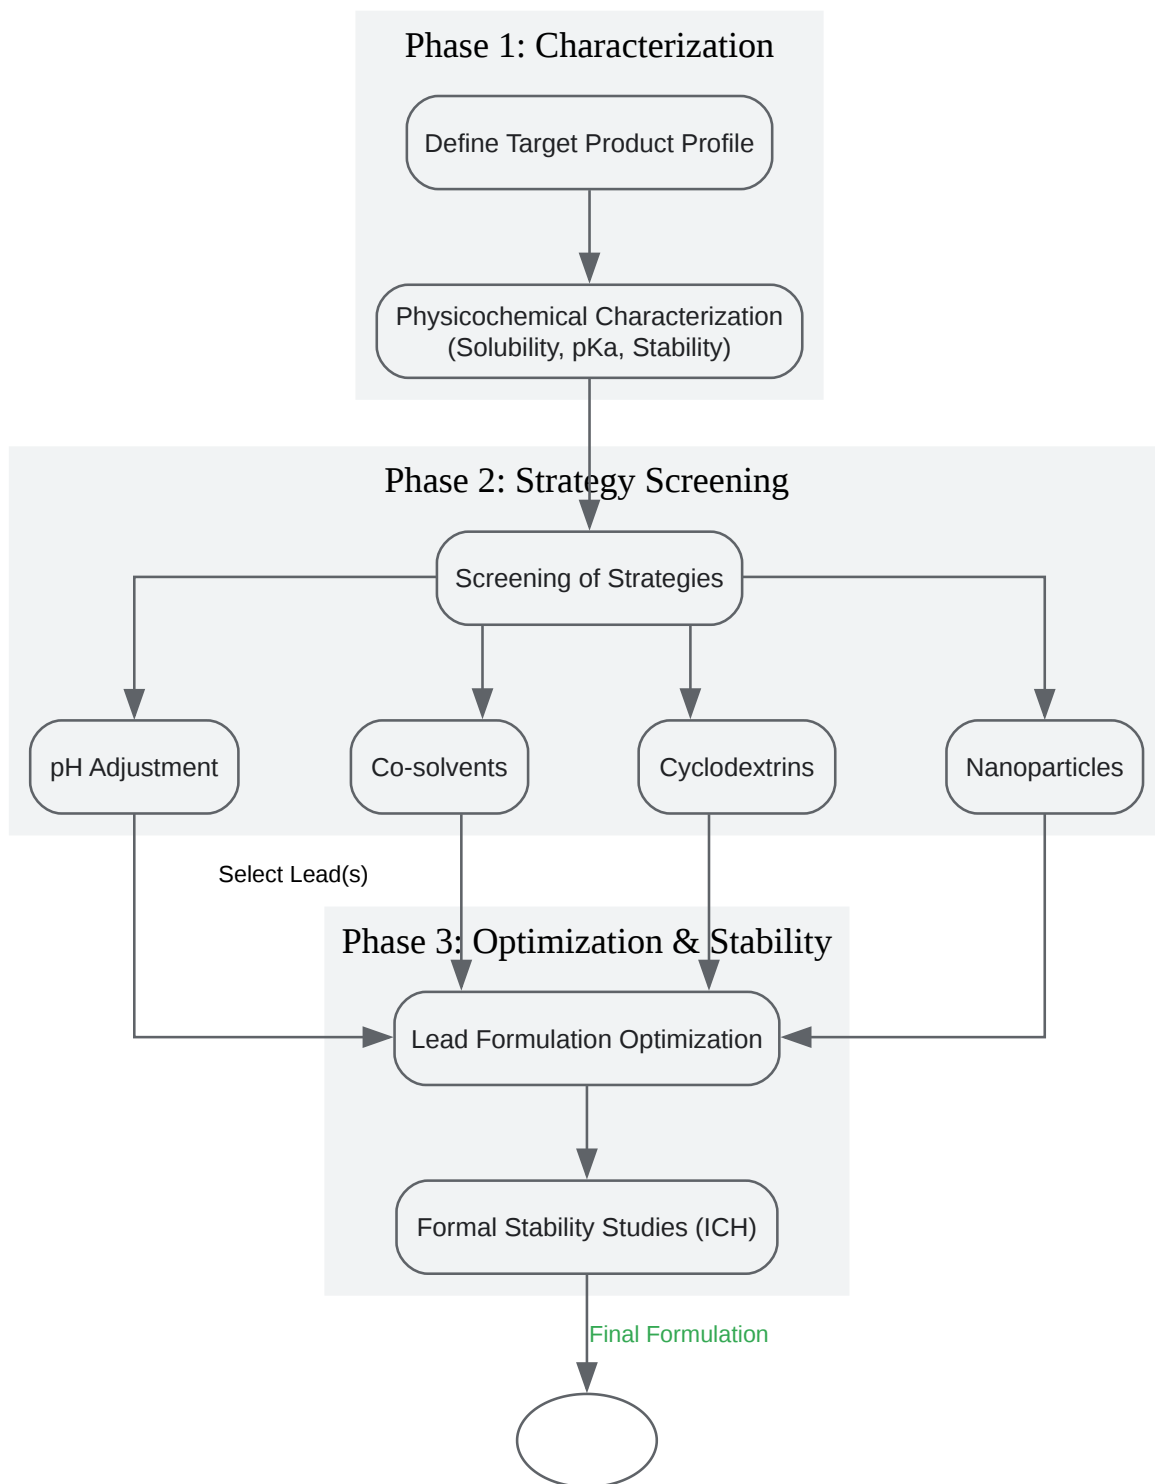 Phase 1: Characterization
Define Target Product Profile
Physicochemical Characterization
(Solubility, pKa, Stability)
Phase 2: Strategy Screening
Screening of Strategies
pH Adjustment
Co-solvents
Cyclodextrins
Nanoparticles
Select Lead(s)
Phase 3: Optimization & Stability
Lead Formulation Optimization
Formal Stability Studies (ICH)
Final Formulation